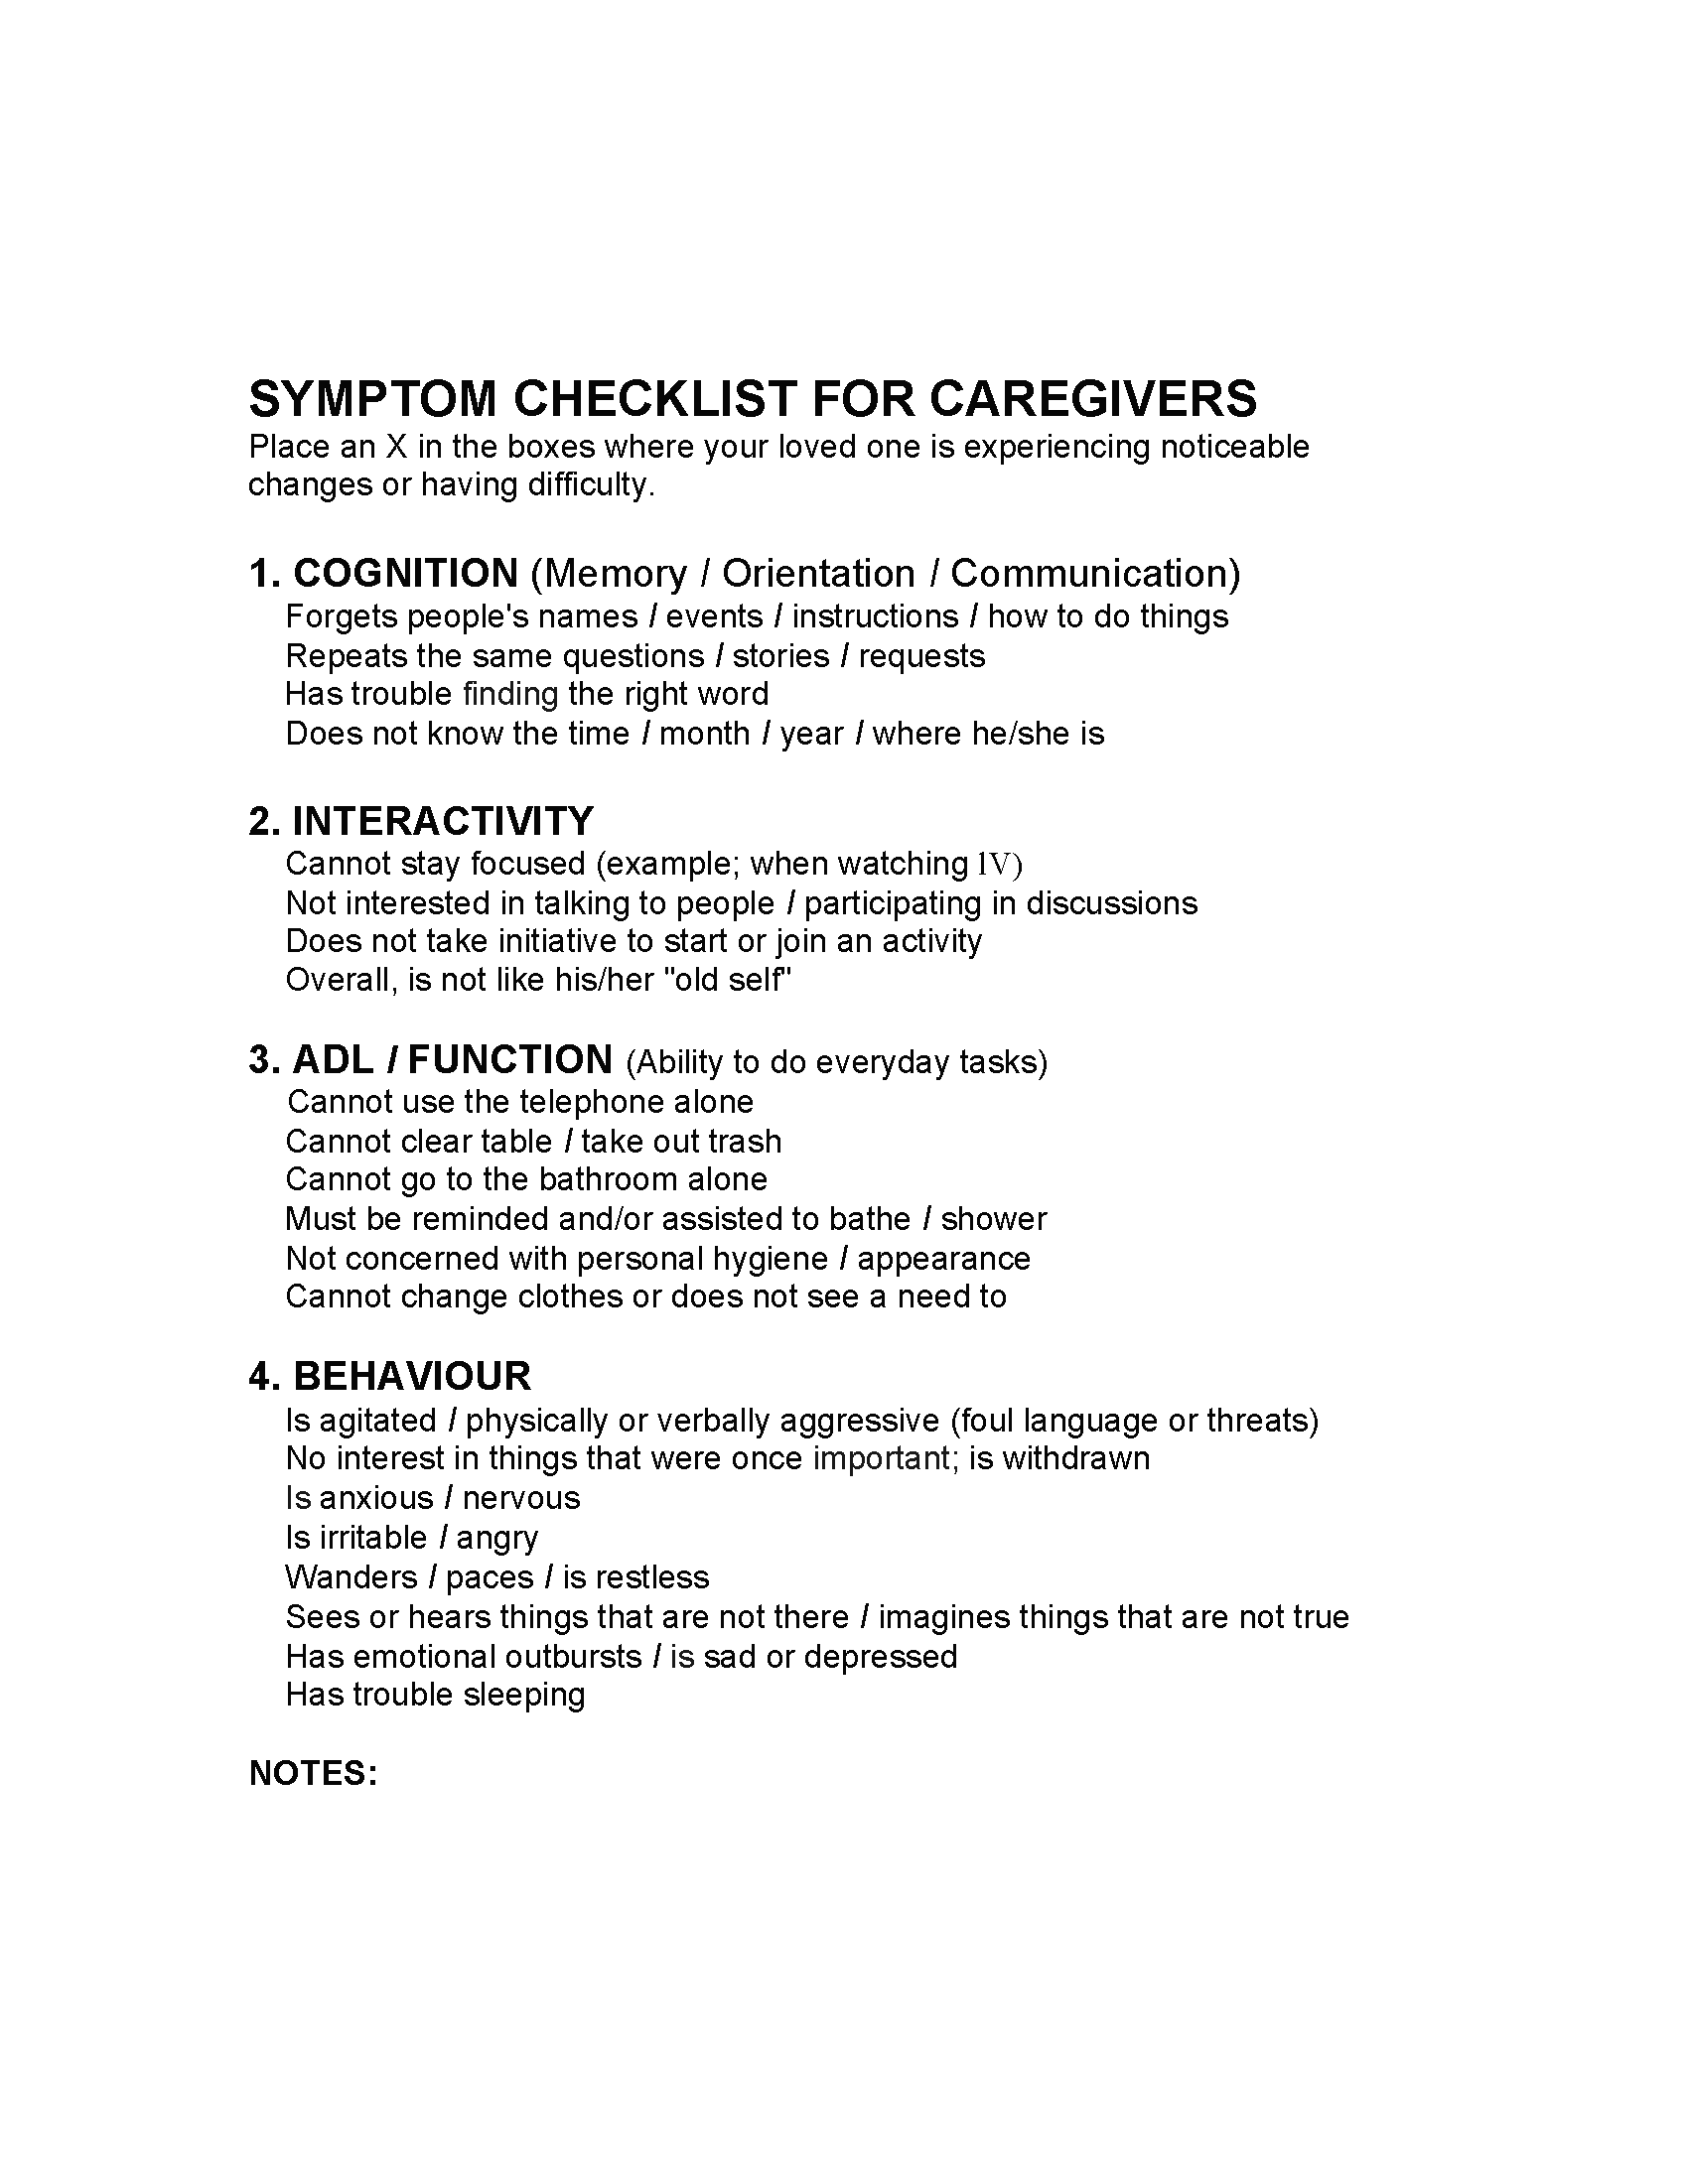 SYMPTOM CHECKLIST FOR CAREGIVERS
Place an X in the boxes where your loved one is experiencing noticeable
changes or having difficulty.
1. COGNITION (Memory / Orientation / Communication)
Forgets people's names / events / instructions / how to do things
Repeats the same questions / stories / requests
Has trouble finding the right word
Does not know the time / month / year / where he/she is
2. INTERACTIVITY
Cannot stay focused (example; when watching lV)
Not interested in talking to people / participating in discussions
Does not take initiative to start or join an activity
Overall, is not like his/her "old self"
3. ADL / FUNCTION (Ability to do everyday tasks)
Cannot use the telephone alone
Cannot clear table / take out trash
Cannot go to the bathroom alone
Must be reminded and/or assisted to bathe / shower
Not concerned with personal hygiene / appearance
Cannot change clothes or does not see a need to
4. BEHAVIOUR
Is agitated / physically or verbally aggressive (foul language or threats)
No interest in things that were once important; is withdrawn
Is anxious / nervous
Is irritable / angry
Wanders / paces / is restless
Sees or hears things that are not there / imagines things that are not true
Has emotional outbursts / is sad or depressed
Has trouble sleeping
NOTES: